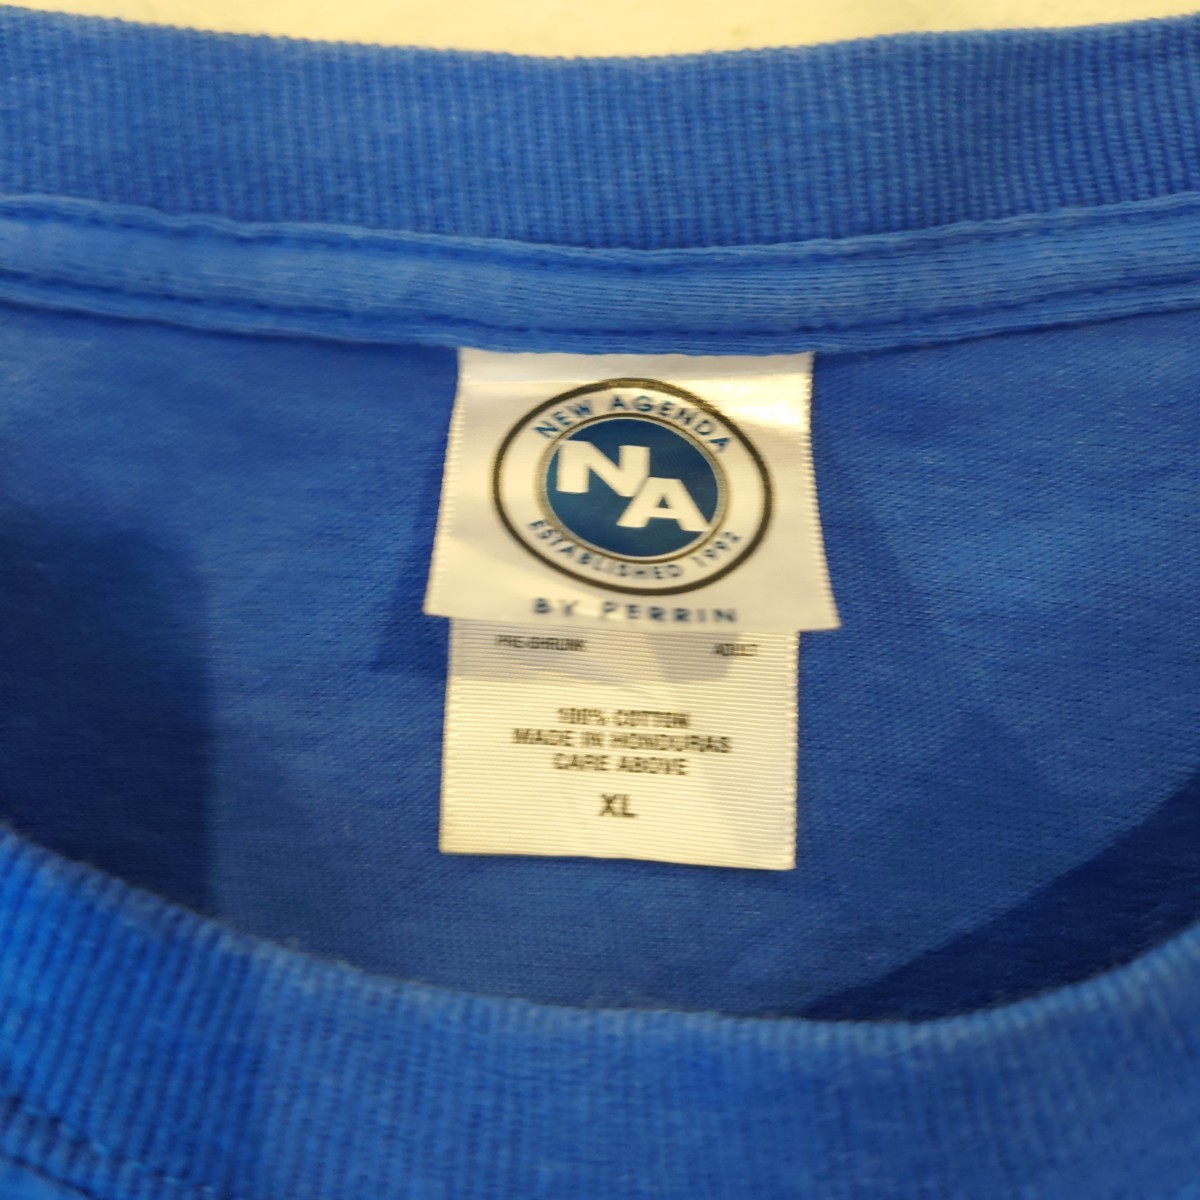 NEW AGENDA
NA
ESTABLISHED 1992
BY PERRIN
PRE-SHRUNK ADULT
100% COTTON
MADE IN HONDURAS
CARE ABOVE
XL